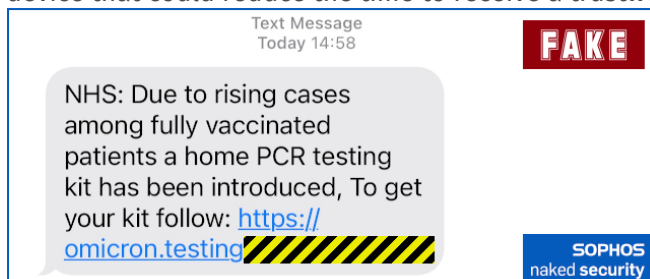 device that could reduce the time to receive a
Text Message
Today 14:58
FAKE
NHS: Due to rising cases
among fully vaccinated
patients a home PCR testing
kit has been introduced, To get
your kit follow: https://
omicron.testing
SOPHOS
naked security